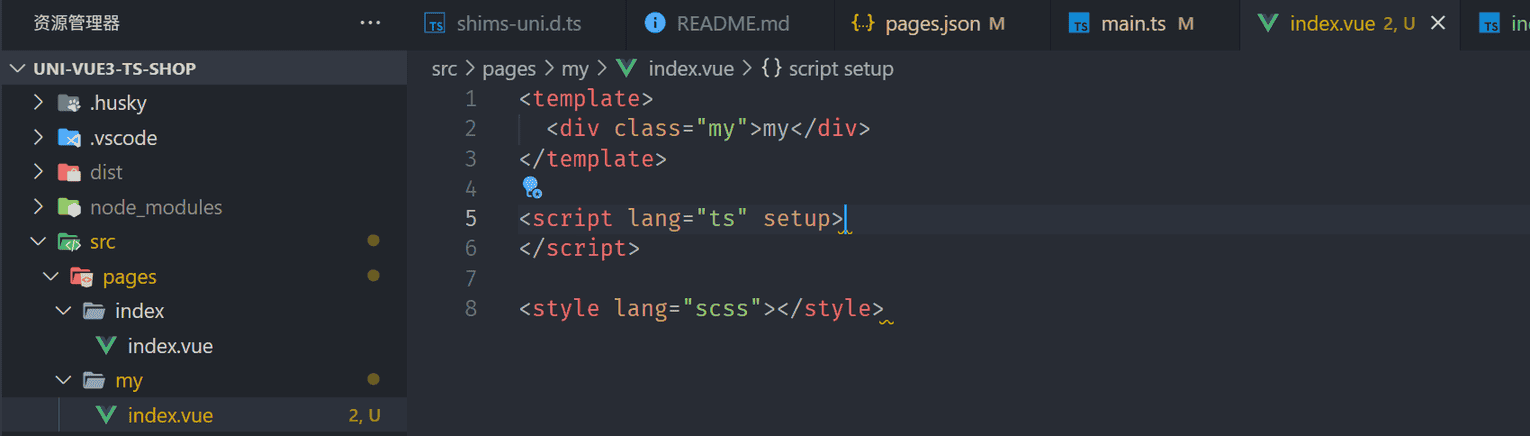 资源管理器 ···
UNI-VUE3-TS-SHOP
.husky
.vscode
dist
node_modules
src
pages
index
index.vue
my
index.vue 2, U
TS shims-uni.d.ts README.md {..} pages.json M TS main.ts M index.vue 2, U TS
src > pages > my > index.vue > {} script setup
1 <template>
2 <div class="my">my</div>
3 </template>
4
5 <script lang="ts" setup>
6 </script>
7
8 <style lang="scss"></style>